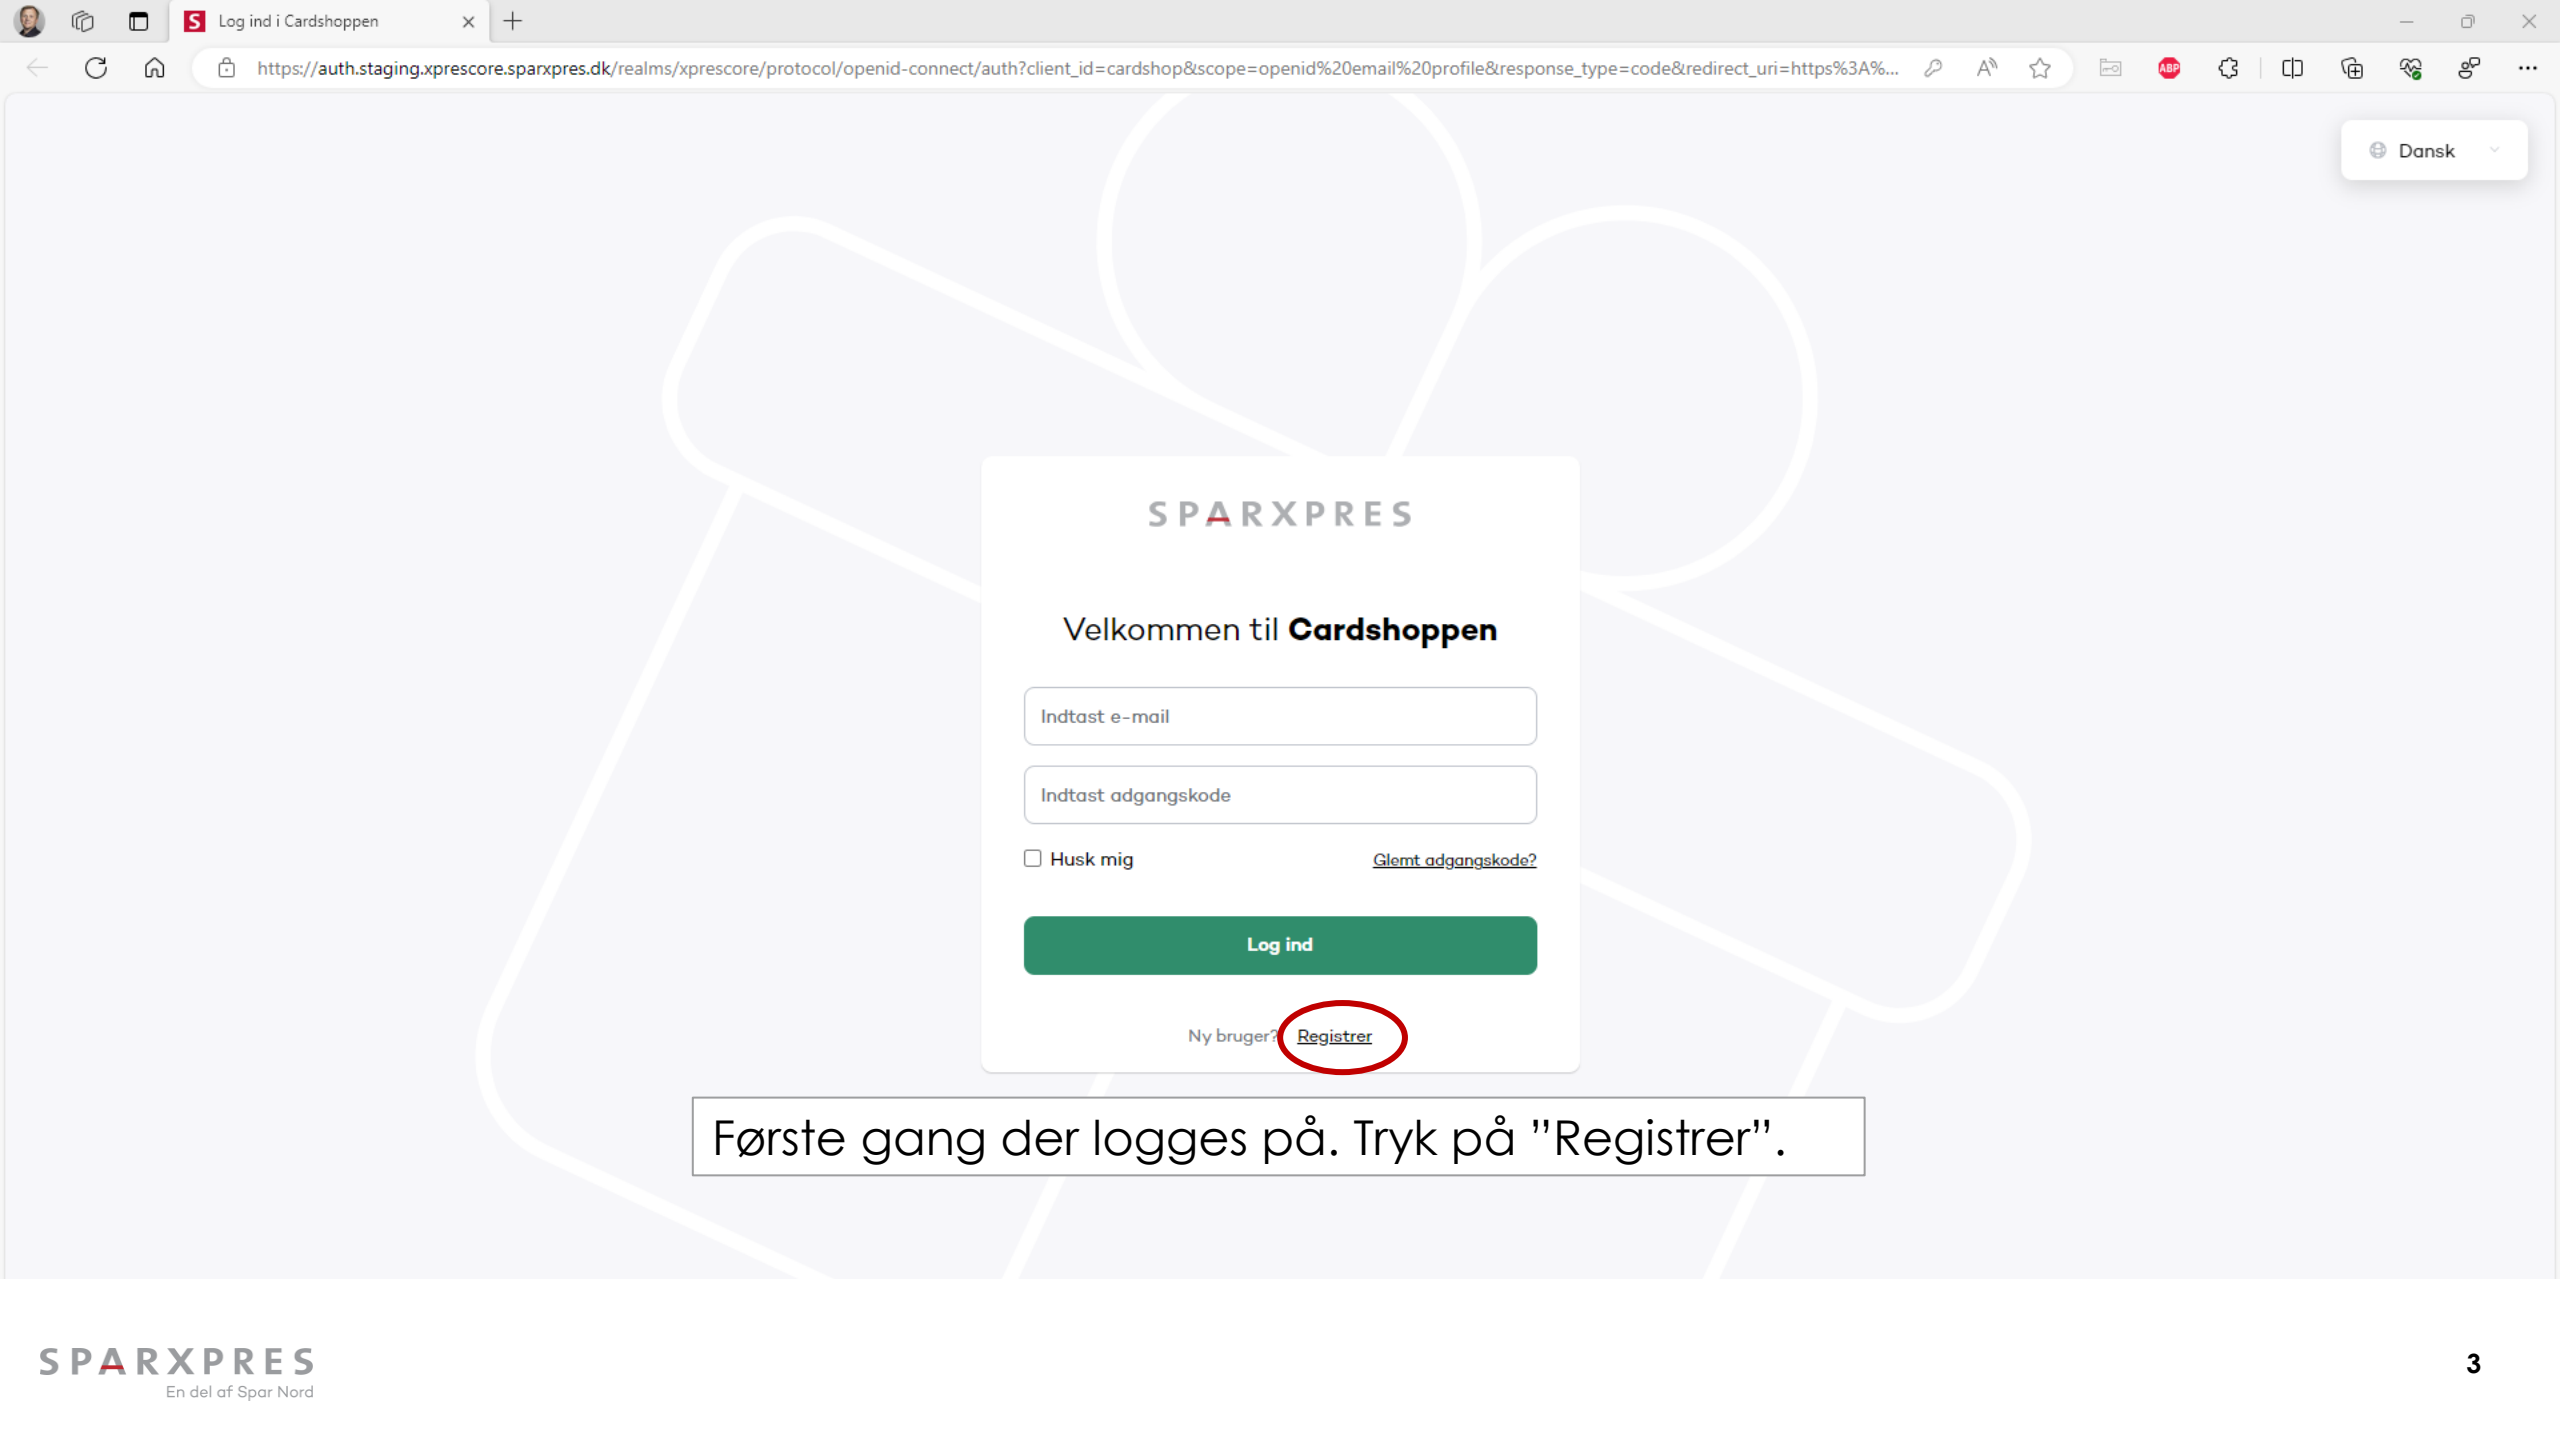 Log ind i Cardshoppen
https://auth.staging.xprescore.sparxpres.dk/realms/xprescore/protocol/openid-connect/auth?client_id=cardshop&scope=openid%20email%20profile&response_type=code&redirect_uri=https%3A%...
ABP
Dansk
SPARXPRES
Velkommen til Cardshoppen
Indtast e-mail
Indtast adgangskode
Husk mig Glemt adgangskode?
Log ind
Ny bruger? Registrer
Første gang der logges på. Tryk på ”Registrer”.
SPARXPRES
En del af Spar Nord
3